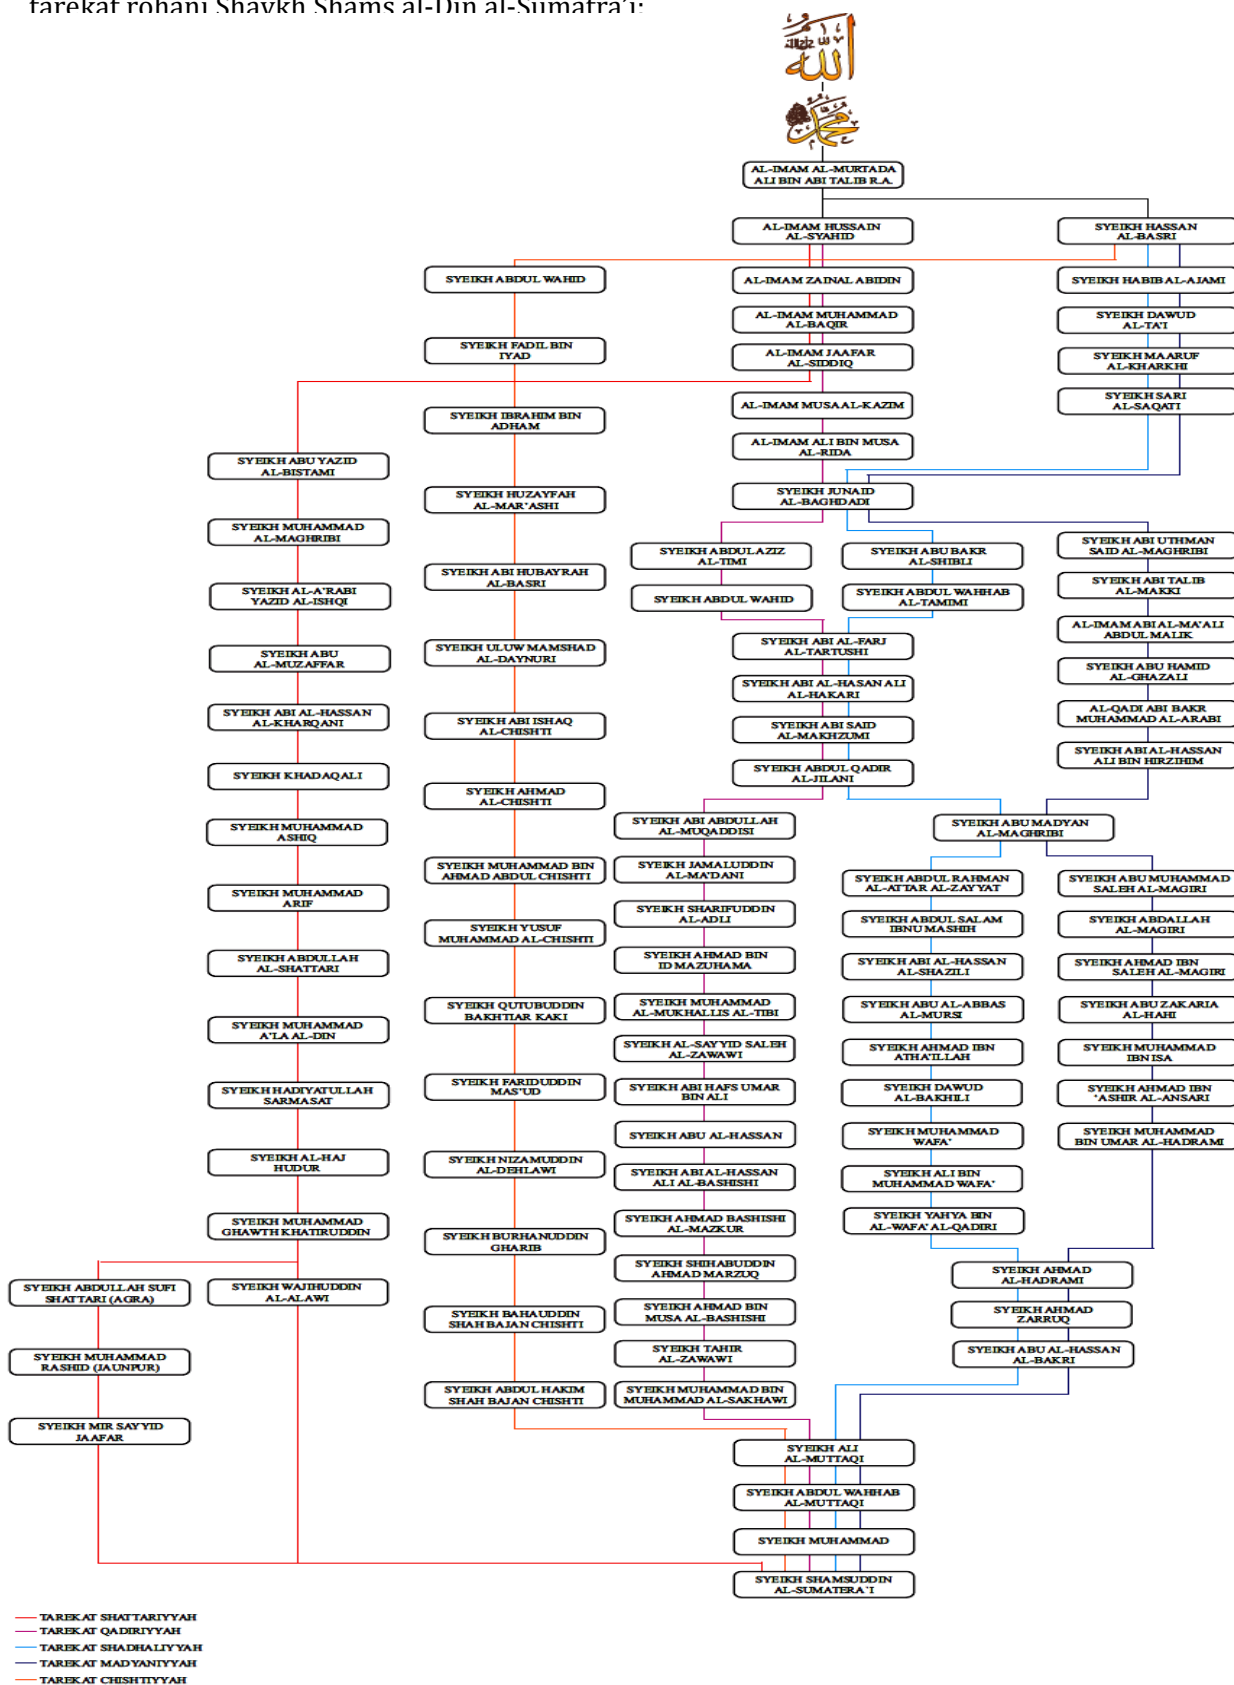 tarekat rohani Shaykh Shams al-Din al-Sumatra'i:
الله
محمد
AL-IMAM AL-MURTADA
ALI BIN ABI TALIB R.A.
AL-IMAM HUSSAIN
AL-SYAHID
SYEIKH HASSAN
AL-BASRI
SYEIKH ABDUL WAHID
AL-IMAM ZAINAL ABIDIN
SYEIKH HABIB AL-AJAMI
AL-IMAM MUHAMMAD
AL-BAQIR
SYEIKH DAWUD
AL-TA'I
SYEIKH FADIL BIN
IYAD
AL-IMAM JAAFAR
AL-SIDDIQ
SYEIKH MAARUF
AL-KHARKHI
SYEIKH IBRAHIM BIN
ADHAM
AL-IMAM MUSA AL-KAZIM
SYEIKH SARI
AL-SAQATI
SYEIKH ABU YAZID
AL-BISTAMI
AL-IMAM ALI BIN MUSA
AL-RIDA
SYEIKH HUZAYFAH
AL-MAR'ASHI
SYEIKH JUNAID
AL-BAGHDADI
SYEIKH MUHAMMAD
AL-MAGHRIBI
SYEIKH ABDUL AZIZ
AL-TIMI
SYEIKH ABU BAKR
AL-SHIBLI
SYEIKH ABI UTHMAN
SAID AL-MAGHRIBI
SYEIKH AL-A'RABI
YAZID AL-ISHQI
SYEIKH ABI HUBAYRAH
AL-BASRI
SYEIKH ABDUL WAHID
SYEIKH ABDUL WAHHAB
AL-TAMIMI
SYEIKH ABI TALIB
AL-MAKKI
SYEIKH ABU
AL-MUZAFFAR
SYEIKH ULUW MAMSHAD
AL-DAYNURI
SYEIKH ABI AL-FARJ
AL-TARTUSHI
AL-IMAM ABI AL-MA'ALI
ABDUL MALIK
SYEIKH ABI AL-HASAN ALI
AL-HAKARI
SYEIKH ABU HAMID
AL-GHAZALI
SYEIKH ABI AL-HASSAN
AL-KHARQANI
SYEIKH ABI ISHAQ
AL-CHISHTI
SYEIKH ABI SAID
AL-MAKHZUMI
AL-QADI ABI BAKR
MUHAMMAD AL-ARABI
SYEIKH KHADAQALI
SYEIKH ABDUL QADIR
AL-JILANI
SYEIKH ABI AL-HASSAN
ALI BIN HIRZIHIM
SYEIKH MUHAMMAD
ASHIQ
SYEIKH AHMAD
AL-CHISHTI
SYEIKH ABI ABDULLAH
AL-MUQADDISI
SYEIKH ABU MADYAN
AL-MAGHRIBI
SYEIKH MUHAMMAD
ARIF
SYEIKH MUHAMMAD BIN
AHMAD ABDUL CHISHTI
SYEIKH JAMALUDDIN
AL-MA'DANI
SYEIKH ABDUL RAHMAN
AL-ATTAR AL-ZAYYAT
SYEIKH ABU MUHAMMAD
SALEH AL-MAGIRI
SYEIKH YUSUF
MUHAMMAD AL-CHISHTI
SYEIKH SHARIFUDDIN
AL-ADLI
SYEIKH ABDUL SALAM
IBNU MASHIH
SYEIKH ABDALLAH
AL-MAGIRI
SYEIKH ABDULLAH
AL-SHATTARI
SYEIKH AHMAD BIN
ID MAZUHAMA
SYEIKH ABI AL-HASSAN
AL-SHAZILI
SYEIKH AHMAD IBN
SALEH AL-MAGIRI
SYEIKH MUHAMMAD
A'LA AL-DIN
SYEIKH QUTUBUDDIN
BAKHTIAR KAKI
SYEIKH MUHAMMAD
AL-MUKHALLIS AL-TIBI
SYEIKH ABU AL-ABBAS
AL-MURSI
SYEIKH ABU ZAKARIA
AL-HAHI
SYEIKH AL-SAYYID SALEH
AL-ZAWAWI
SYEIKH AHMAD IBN
ATHA'ILLAH
SYEIKH MUHAMMAD
IBN ISA
SYEIKH HADIYATULLAH
SARMASAT
SYEIKH FARIDUDDIN
MAS'UD
SYEIKH ABI HAFS UMAR
BIN ALI
SYEIKH DAWUD
AL-BAKHILI
SYEIKH AHMAD IBN
'ASHIR AL-ANSARI
SYEIKH AL-HAJ
HUDUR
SYEIKH NIZAMUDDIN
AL-DEHLAWI
SYEIKH ABU AL-HASSAN
SYEIKH MUHAMMAD
WAFA'
SYEIKH MUHAMMAD
BIN UMAR AL-HADRAMI
SYEIKH ABI AL-HASSAN
ALI AL-BASHISHI
SYEIKH ALI BIN
MUHAMMAD WAFA'
SYEIKH MUHAMMAD
GHAWTH KHATIRUDDIN
SYEIKH BURHANUDDIN
GHARIB
SYEIKH AHMAD BASHISHI
AL-MAZKUR
SYEIKH YAHYA BIN
AL-WAFA' AL-QADIRI
SYEIKH ABDULLAH SUFI
SHATTARI (AGRA)
SYEIKH WAJIHUDDIN
AL-ALAWI
SYEIKH SHIHABUDDIN
AHMAD MARZUQ
SYEIKH AHMAD
AL-HADRAMI
SYEIKH BAHAUDDIN
SHAH BAJAN CHISHTI
SYEIKH AHMAD BIN
MUSA AL-BASHISHI
SYEIKH AHMAD
ZARRUQ
SYEIKH MUHAMMAD
RASHID (JAUNPUR)
SYEIKH TAHIR
AL-ZAWAWI
SYEIKH ABU AL-HASSAN
AL-BAKRI
SYEIKH ABDUL HAKIM
SHAH BAJAN CHISHTI
SYEIKH MUHAMMAD BIN
MUHAMMAD AL-SAKHAWI
SYEIKH MIR SAYYID
JAAFAR
SYEIKH ALI
AL-MUTTAQI
SYEIKH ABDUL WAHHAB
AL-MUTTAQI
SYEIKH MUHAMMAD
SYEIKH SHAMSUDDIN
AL-SUMATERA`I
TAREKAT SHATTARIYYAH
TAREKAT QADIRIYYAH
TAREKAT SHADHALIYYAH
TAREKAT MADYANIYYAH
TAREKAT CHISHTIYYAH